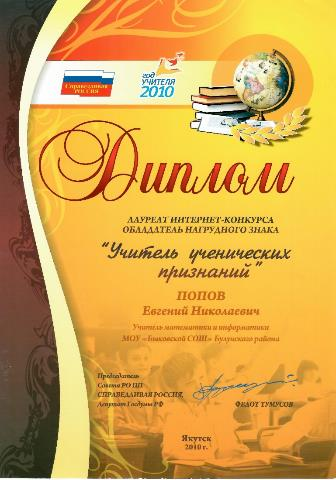 Справедливая
РОССИЯ
ГОД
УЧИТЕЛЯ
2010
Диплом
ЛАУРЕАТ ИНТЕРНЕТ-КОНКУРСА
ОБЛАДАТЕЛЬ НАГРУДНОГО ЗНАКА
"Учитель ученических
признаний"
ПОПОВ
Евгений Николаевич
Учитель математики и информатики
МОУ «Быковской СОШ» Булунского района
Председатель
Совета РО ПП
СПРАВЕДЛИВАЯ РОССИЯ,
Депутат Госдумы РФ
ФЕДОТ ТУМУСОВ
Якутск
2010 г.